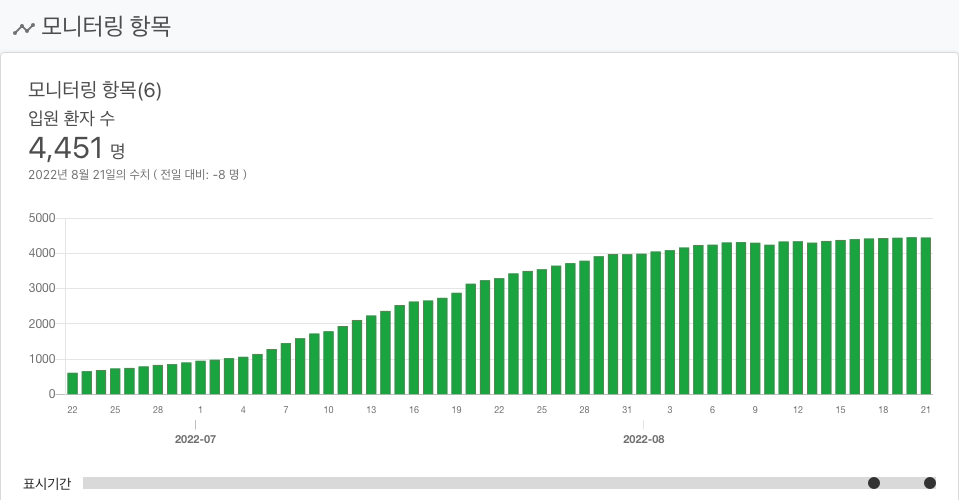 모니터링 항목
모니터링 항목(6)
입원 환자 수
4,451 명
2022년 8월 21일의 수치 ( 전일 대비: -8 명 )
5000
4000
3000
2000
1000
0
22 25 28 1 4 7 10 13 16 19 22 25 28 31 3 6 9 12 15 18 21
2022-07 2022-08
표시기간